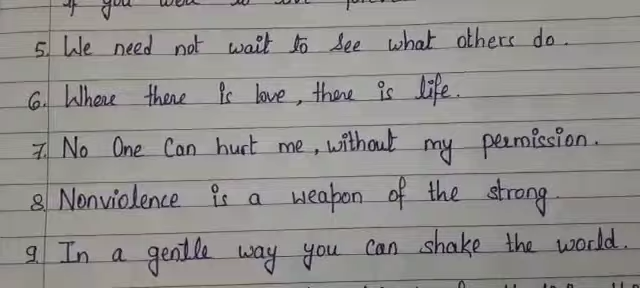 5. We need not wait to see what others do.
6. Where there is love, there is life.
7. No One Can hurt me, without my permission.
8. Nonviolence is a weapon of the strong
9. In a gentle way you can shake the world.